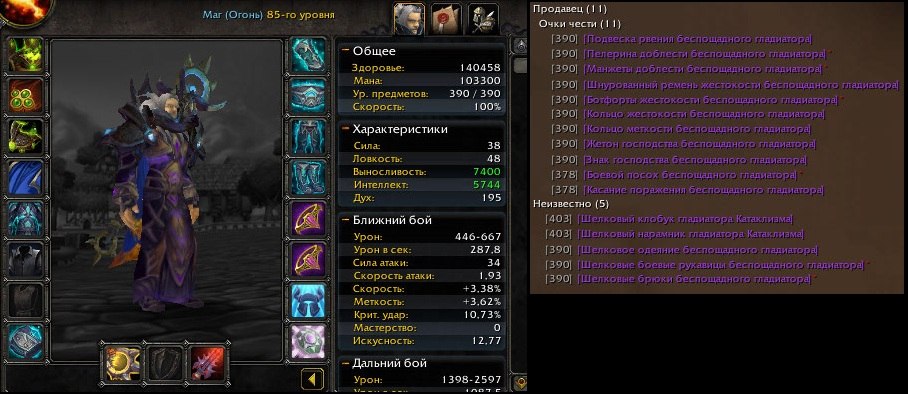 Маг (Огонь) 85-го уровня
Общее
Здоровье: 140458
Мана: 103300
Ур. предметов: 390 / 390
Скорость: 100%
Характеристики
Сила: 38
Ловкость: 48
Выносливость: 7400
Интеллект: 5744
Дух: 195
Ближний бой
Урон: 446-667
Урон в сек: 287,8
Сила атаки: 34
Скорость атаки: 1,93
Скорость: +3,38%
Меткость: +3,62%
Крит. удар: 10,73%
Мастерство: 0
Искусность: 12,77
Дальний бой
Урон: 1398-2597
Продавец (11)
Очки чести (11)
[390] [Подвеска рвения беспощадного гладиатора]
[390] [Пелерина доблести беспощадного гладиатора]
[390] [Манжеты доблести беспощадного гладиатора]
[390] [Шнурованный ремень жестокости беспощадного гладиатора]
[390] [Ботфорты жестокости беспощадного гладиатора]
[390] [Кольцо жестокости беспощадного гладиатора]
[390] [Кольцо меткости беспощадного гладиатора]
[390] [Жетон господства беспощадного гладиатора]
[390] [Знак господства беспощадного гладиатора]
[378] [Боевой посох беспощадного гладиатора]
[378] [Касание поражения беспощадного гладиатора]
Неизвестно (5)
[403] [Шелковый клобук гладиатора Катаклизма]
[403] [Шелковый нарамник гладиатора Катаклизма]
[390] [Шелковое одеяние беспощадного гладиатора]
[390] [Шелковые боевые рукавицы беспощадного гладиатора]
[390] [Шелковые брюки беспощадного гладиатора]